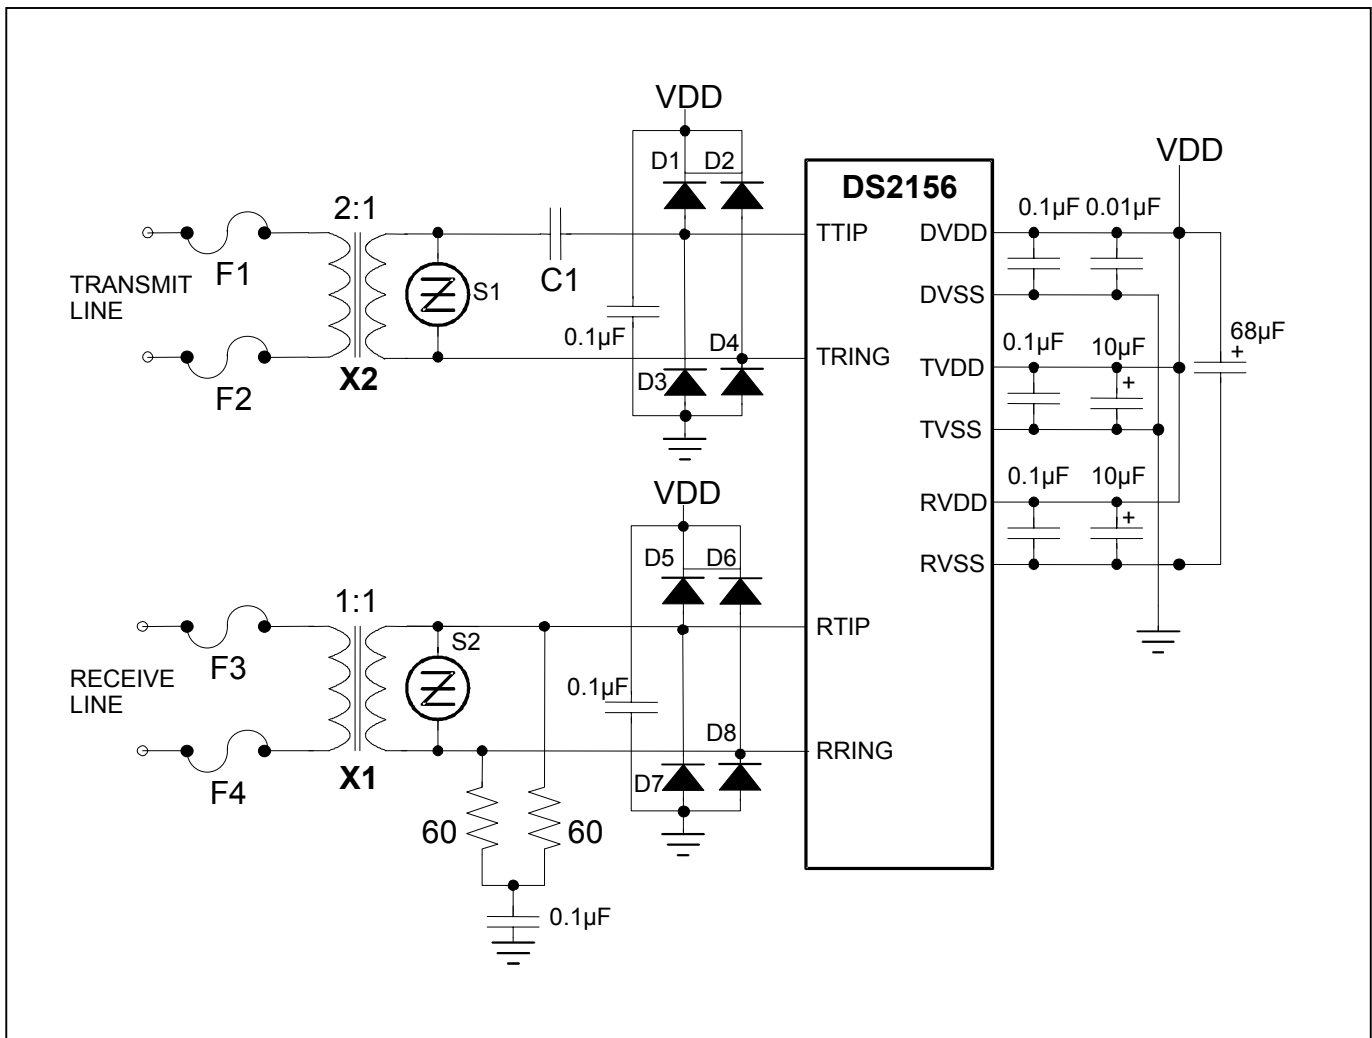 VDD
D1 D2
VDD
DS2156
2:1
0.1µF 0.01µF
TTIP DVDD
F1
C1
TRANSMIT
LINE
S1
DVSS
0.1µF
68µF
+
D4
TRING
0.1µF 10µF
TVDD
+
F2
X2
D3
TVSS
VDD
0.1µF 10µF
RVDD
+
D5 D6
RVSS
1:1
RTIP
F3
S2
RECEIVE
LINE
0.1µF
D8
RRING
F4
X1
D7
60 60
0.1µF